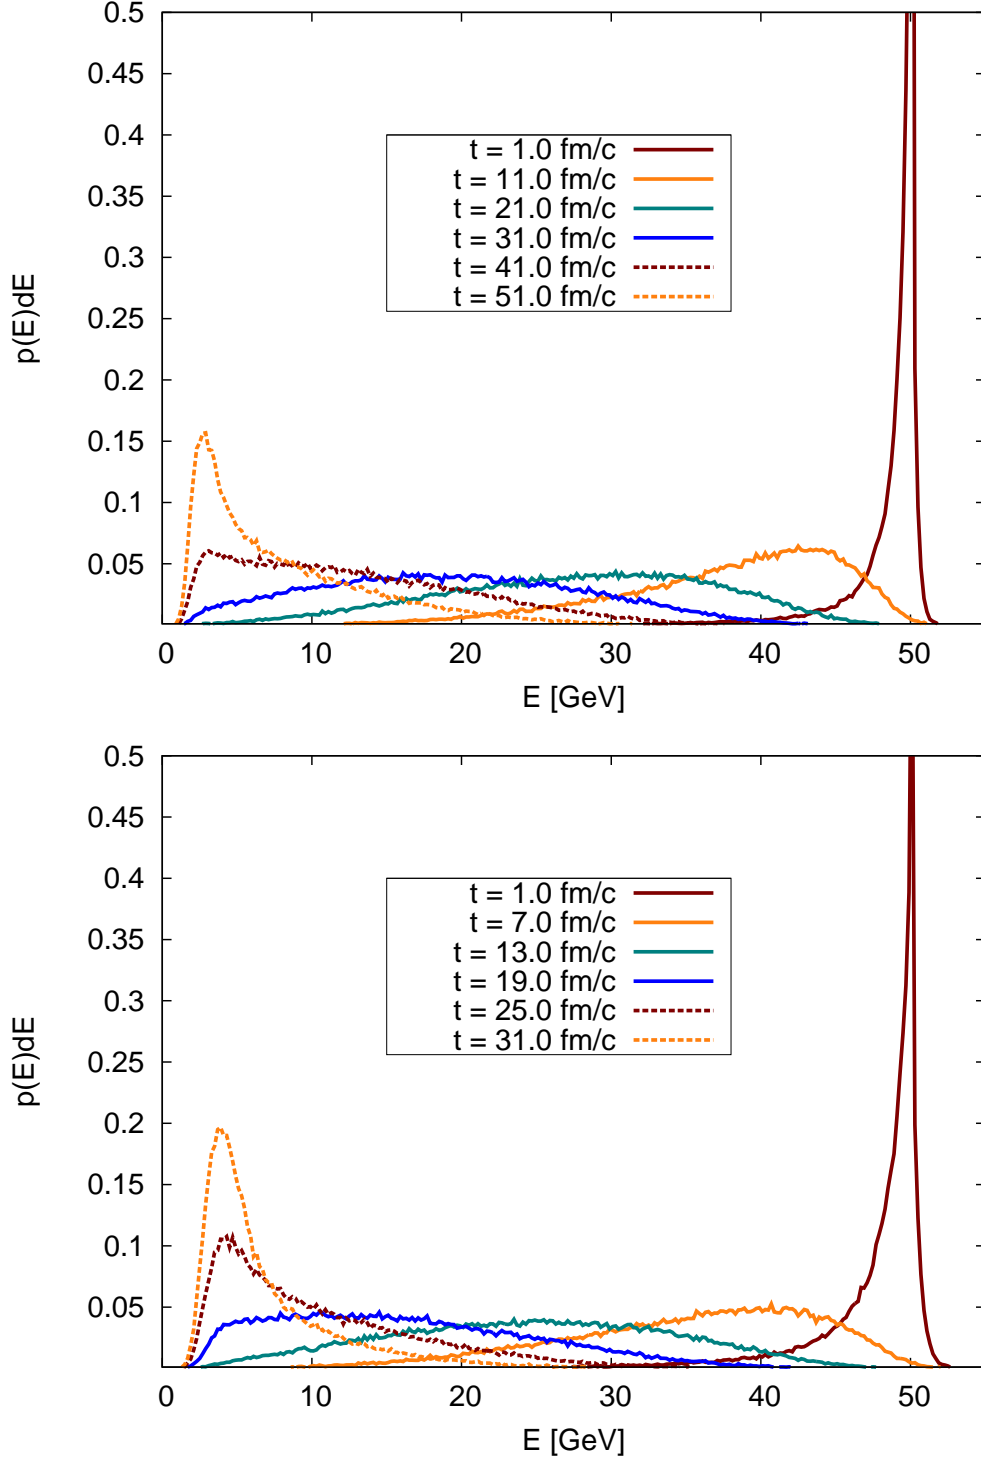 0.5
0.45
0.4
0.35
0.3
0.25
0.2
0.15
0.1
0.05
p(E)dE
t = 1.0 fm/c
t = 11.0 fm/c
t = 21.0 fm/c
t = 31.0 fm/c
t = 41.0 fm/c
t = 51.0 fm/c
0 10 20 30 40 50
E [GeV]
0.5
0.45
0.4
0.35
0.3
0.25
0.2
0.15
0.1
0.05
p(E)dE
t = 1.0 fm/c
t = 7.0 fm/c
t = 13.0 fm/c
t = 19.0 fm/c
t = 25.0 fm/c
t = 31.0 fm/c
0 10 20 30 40 50
E [GeV]